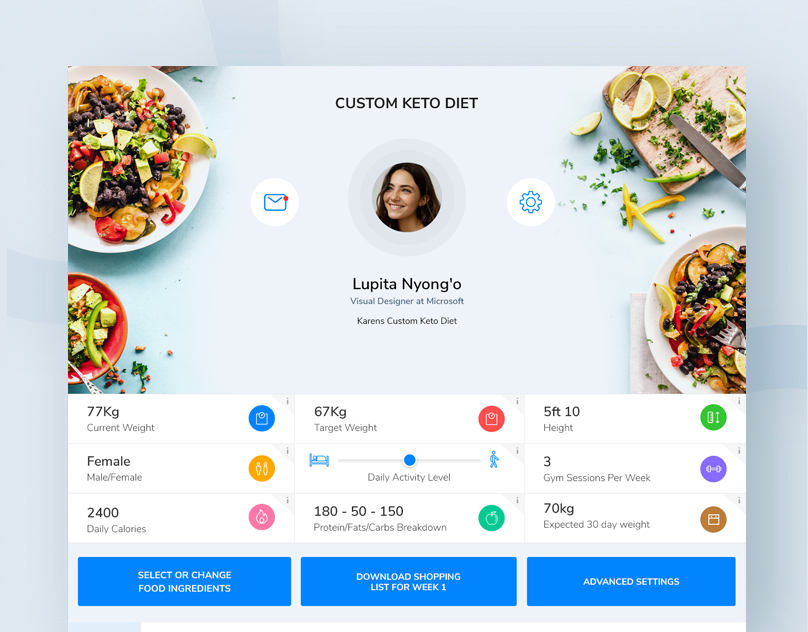 CUSTOM KETO DIET
Lupita Nyong'o
Visual Designer at Microsoft
Karens Custom Keto Diet
77Kg
Current Weight
67Kg
Target Weight
5ft 10
Height
Female
Male/Female
Daily Activity Level
3
Gym Sessions Per Week
2400
Daily Calories
180 - 50 - 150
Protein/Fats/Carbs Breakdown
70kg
Expected 30 day weight
SELECT OR CHANGE
FOOD INGREDIENTS
DOWNLOAD SHOPPING
LIST FOR WEEK 1
ADVANCED SETTINGS